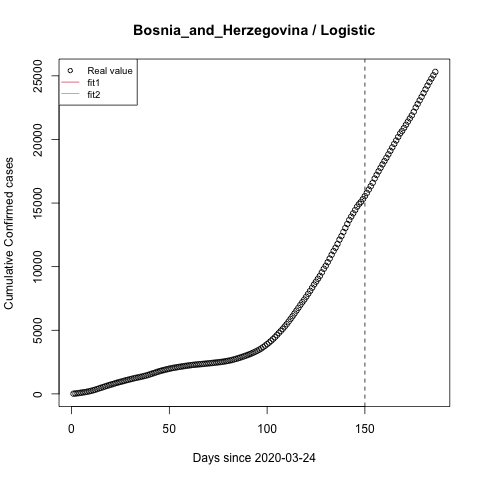 Bosnia_and_Herzegovina / Logistic
Real value
fit1
fit2
Cumulative Confirmed cases
25000
20000
15000
10000
5000
0
0 50 100 150
Days since 2020-03-24